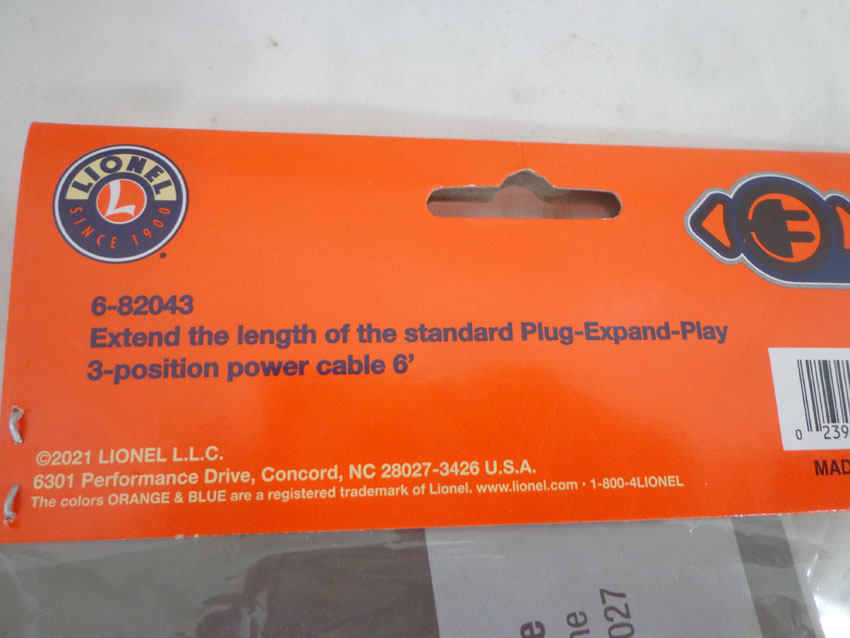 LIONEL
L
SINCE 1900
6-82043
Extend the length of the standard Plug-Expand-Play
3-position power cable 6’
0 239
MAD
©2021 LIONEL L.L.C.
6301 Performance Drive, Concord, NC 28027-3426 U.S.A.
The colors ORANGE & BLUE are a registered trademark of Lionel. www.lionel.com · 1-800-4LIONEL
e
ne
027